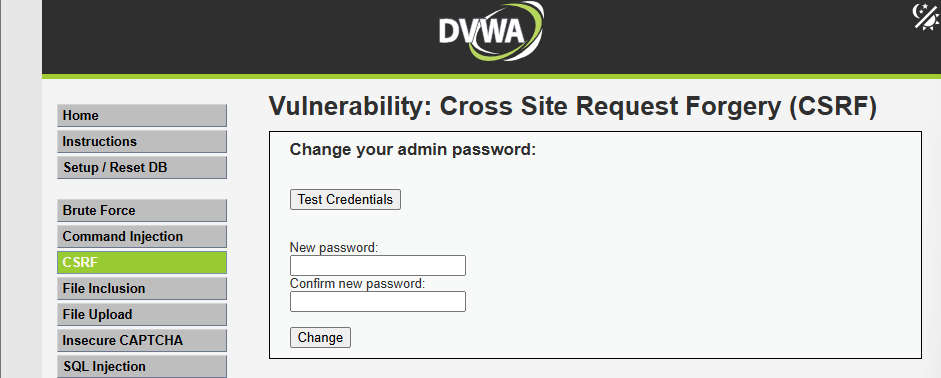 DVWA
Home
Instructions
Setup / Reset DB
Brute Force
Command Injection
CSRF
File Inclusion
File Upload
Insecure CAPTCHA
SQL Injection
Vulnerability: Cross Site Request Forgery (CSRF)
Change your admin password:
Test Credentials
New password:
Confirm new password:
Change